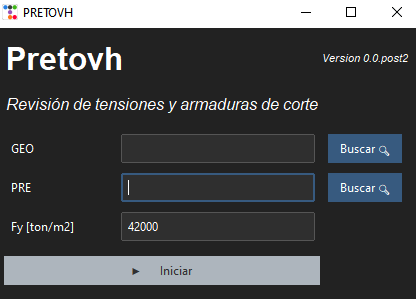 PRETOVH
Pretovh
Version 0.0.post2
Revisión de tensiones y armaduras de corte
GEO
Buscar
PRE
Buscar
Fy [ton/m2]
42000
Iniciar